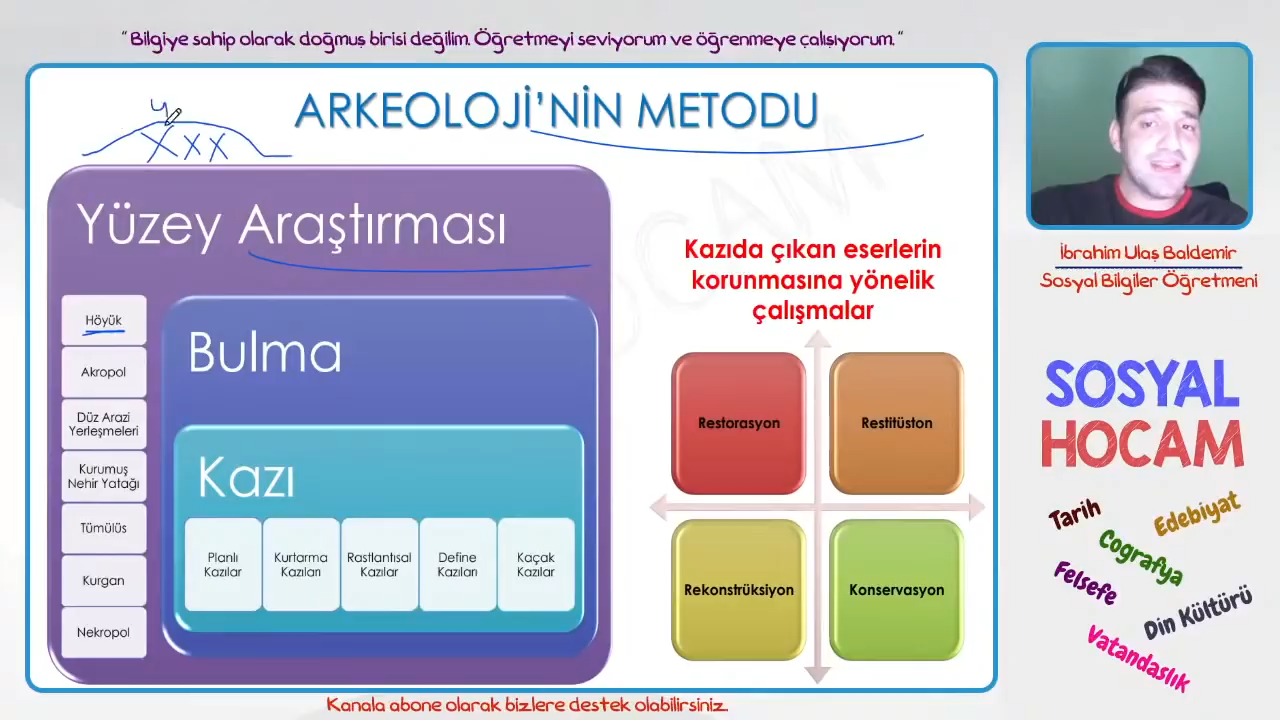 " Bilgiye sahip olarak doğmuş birisi değilim. Öğretmeyi seviyorum ve öğrenmeye çalışıyorum. "
ARKEOLOJİ'NİN METODU
y
X X X
Yüzey Araştırması
Höyük
Akropol
Düz Arazi
Yerleşmeleri
Kurumuş
Nehir Yatağı
Tümülüs
Kurgan
Nekropol
Bulma
Kazı
Planlı
Kazılar
Kurtarma
Kazıları
Rastlantısal
Kazılar
Define
Kazıları
Kaçak
Kazılar
Kazıda çıkan eserlerin
korunmasına yönelik
çalışmalar
Restorasyon
Restitüston
Rekonstrüksiyon
Konservasyon
İbrahim Ulaş Baldemir
Sosyal Bilgiler Öğretmeni
SOSYAL
HOCAM
Tarih
Edebiyat
Cografya
Felsefe
Din Kültürü
Vatandaslık
Kanala abone olarak bizlere destek olabilirsiniz.